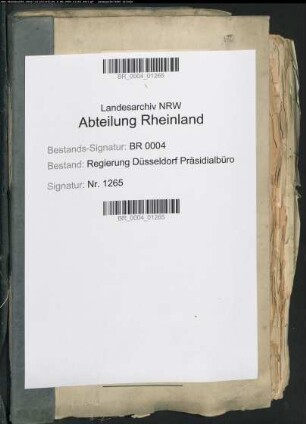 BR_0004_01265
Landesarchiv NRW
Abteilung Rheinland
Bestands-Signatur: BR 0004
Bestand: Regierung Düsseldorf Präsidialbüro
Signatur: Nr. 1265
BR_0004_01265